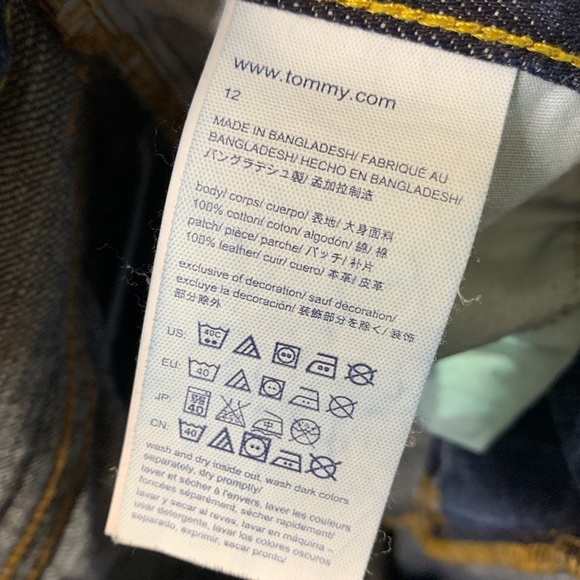 www.tommy.com
12
MADE IN BANGLADESH/ FABRIQUÉ AU
BANGLADESH/ HECHO EN BANGLADESH/
バングラデシュ製/ 孟加拉制造
body/ corps/ cuerpo/ 表地/ 大身面料
100% cotton/ coton/ algodón/ 綿/ 棉
patch/ pièce/ parche/ パッチ/ 补片
100% leather/ cuir/ cuero/ 本革/ 皮革
exclusive of decoration/ sauf décoration/
excluye la decoración/ 装飾部分を除く/ 装饰
部分除外
US: 40C
EU: 40
JP: 40 中
CN: 40
wash and dry inside out, wash dark colors
separately, dry promptly/
laver et sécher à l'envers, laver les couleurs
foncées séparément, sécher rapidement/
lavar y secar al revés, lavar en máquina –
usar detergente, lavar los colores oscuros
separado, exprimir, secar pronto/